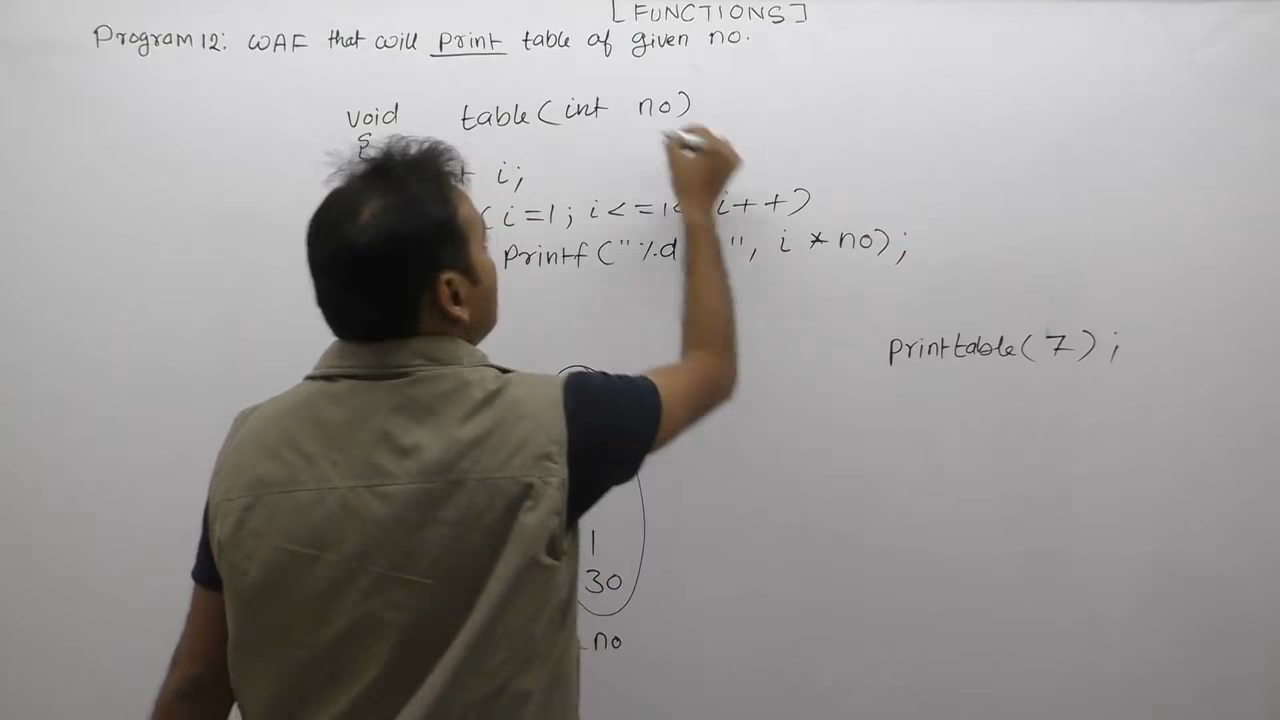 [FUNCTIONS]
Program 12: WAF that will print table of given no.
void table(int no)
{
i;
(i=1; i<=1 i++)
printf("%d ", i * no);
printtable(7);
1
30
no